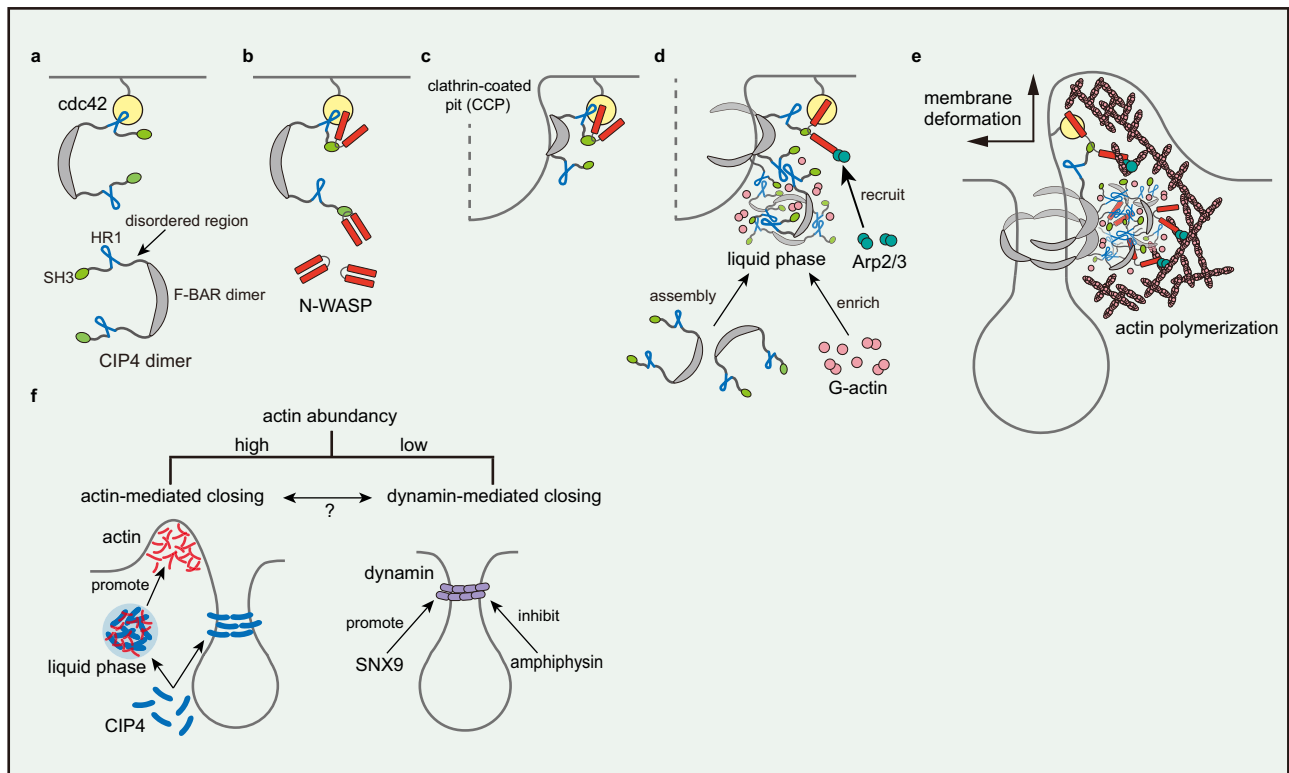 a
cdc42
disordered region
HR1
SH3
F-BAR dimer
CIP4 dimer
b
N-WASP
c
clathrin-coated
pit (CCP)
d
recruit
liquid phase
Arp2/3
assembly
enrich
G-actin
e
membrane
deformation
actin polymerization
f
actin abundancy
high
low
actin-mediated closing
?
dynamin-mediated closing
actin
promote
liquid phase
CIP4
dynamin
promote
inhibit
SNX9
amphiphysin